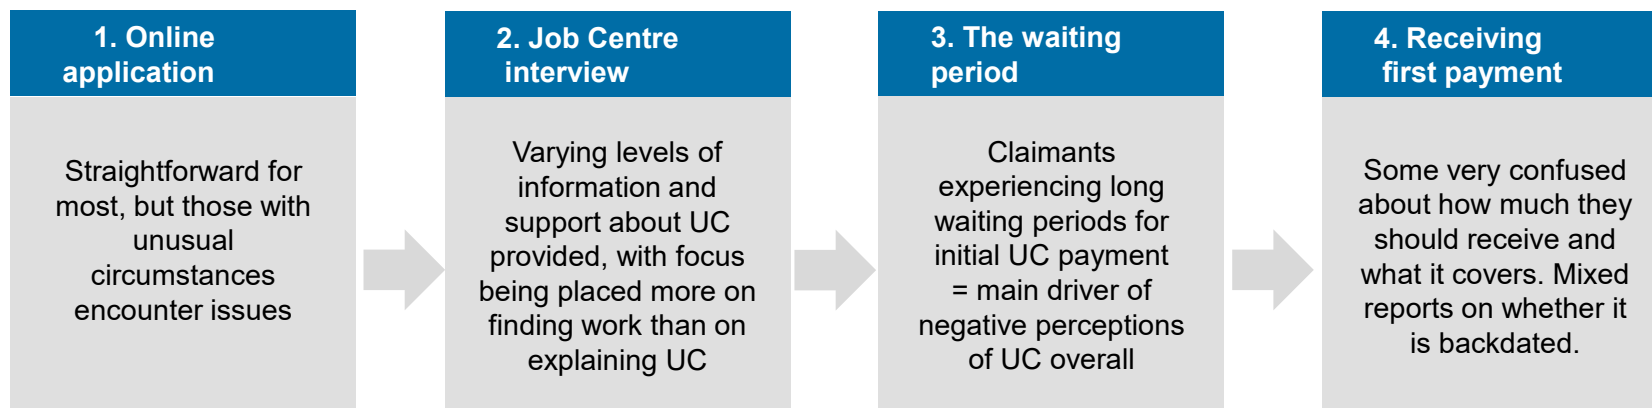 1. Online
application
Straightforward for
most, but those with
unusual
circumstances
encounter issues
2. Job Centre
interview
Varying levels of
information and
support about UC
provided, with focus
being placed more on
finding work than on
explaining UC
3. The waiting
period
Claimants
experiencing long
waiting periods for
initial UC payment
= main driver of
negative perceptions
of UC overall
4. Receiving
first payment
Some very confused
about how much they
should receive and
what it covers. Mixed
reports on whether it
is backdated.